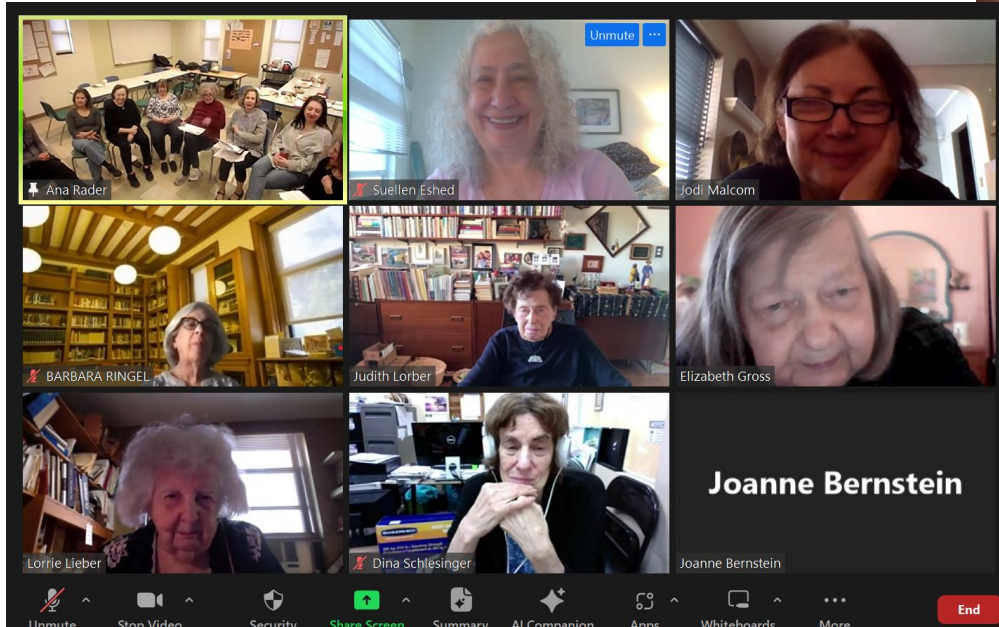 Unmute
Ana Rader
Suellen Eshed
Jodi Malcom
BARBARA RINGEL
Judith Lorber
Elizabeth Gross
Joanne Bernstein
Lorrie Lieber
Dina Schlesinger
Joanne Bernstein
Unmute
Stop Video
Security
Share Screen
Summary
AI Companion
Apps
Whiteboards
More
End